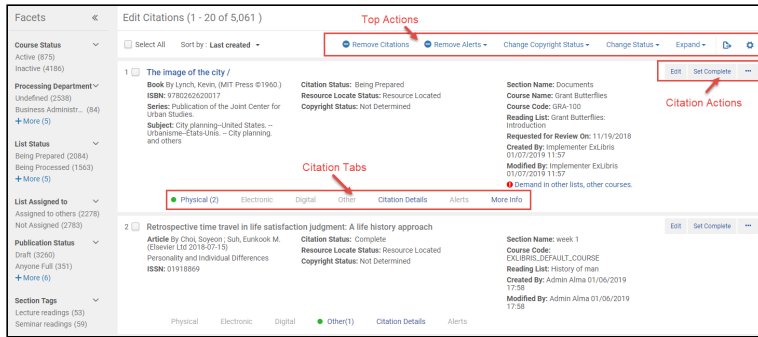 Facets «
Course Status
Active (875)
Inactive (4186)
Processing Department
Undefined (2538)
Business Administr... (84)
+ More (5)
List Status
Being Prepared (2084)
Being Processed (1563)
+ More (5)
List Assigned to
Assigned to others (2278)
Not Assigned (2783)
Publication Status
Draft (3260)
Anyone Full (351)
+ More (6)
Section Tags
Lecture readings (53)
Seminar readings (59)
Edit Citations (1 - 20 of 5,061 )
Top Actions
Select All Sort by : Last created
Remove Citations Remove Alerts Change Copyright Status Change Status Expand
1 The image of the city /
Edit Set Complete ...
Citation Actions
Book By Lynch, Kevin, (MIT Press ©1960.)
ISBN: 9780262620017
Series: Publication of the Joint Center for
Urban Studies.
Subject: City planning--United States. --
Urbanisme--États-Unis. -- City planning.
and others
Citation Status: Being Prepared
Resource Locate Status: Resource Located
Copyright Status: Not Determined
Section Name: Documents
Course Name: Grant Butterflies
Course Code: GRA-100
Reading List: Grant Butterflies:
Introduction
Requested for Review On: 11/19/2018
Created By: Implementer ExLibris
01/07/2019 11:57
Modified By: Implementer ExLibris
01/07/2019 11:57
Demand in other lists, other courses.
Citation Tabs
Physical (2) Electronic Digital Other Citation Details Alerts More Info
2 Retrospective time travel in life satisfaction judgment: A life history approach
Edit Set Complete ...
Article By Choi, Soyeon ; Suh, Eunkook M.
(Elsevier Ltd 2018-07-15)
Personality and Individual Differences
ISSN: 01918869
Citation Status: Complete
Resource Locate Status: Resource Located
Copyright Status: Not Determined
Section Name: week 1
Course Code:
EXLIBRIS_DEFAULT_COURSE
Reading List: History of man
Created By: Admin Alma 01/06/2019
17:58
Modified By: Admin Alma 01/06/2019
17:58
Physical Electronic Digital Other(1) Citation Details Alerts